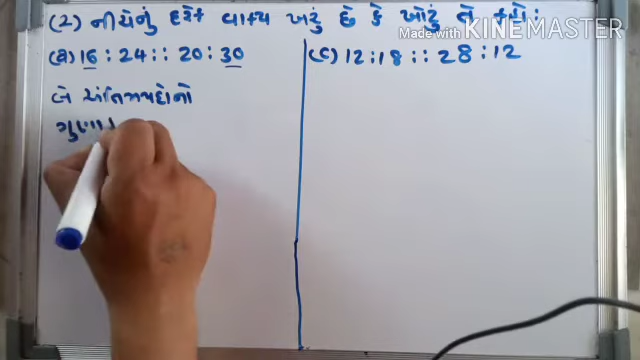 Made with KINEMASTER
(2) નીચેનું દરેક વાક્ય ખરું છે કે ખોટું તે કહો:
(a) 16 : 24 :: 20 : 30
બે અંતિમપદોનો
ગુણા
(c) 12 : 18 :: 28 : 12